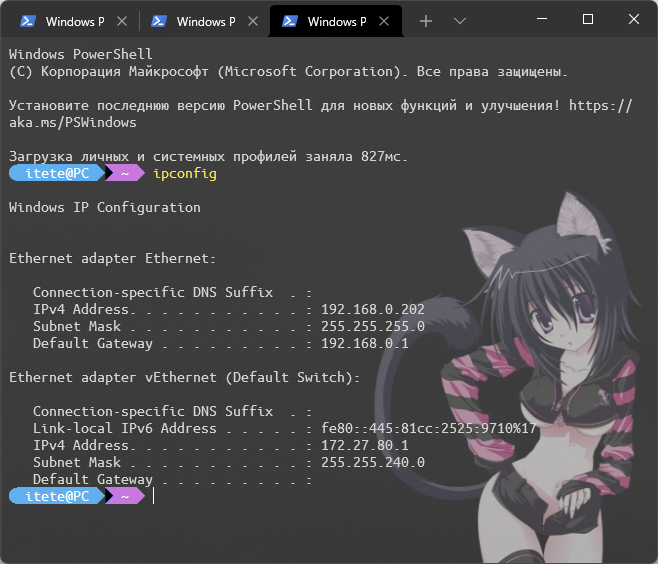 Windows P
Windows P
Windows P
Windows PowerShell
(C) Корпорация Майкрософт (Microsoft Corporation). Все права защищены.
Установите последнюю версию PowerShell для новых функций и улучшения! https://
aka.ms/PSWindows
Загрузка личных и системных профилей заняла 827мс.
itete@PC ~ ipconfig
Windows IP Configuration
Ethernet adapter Ethernet:
Connection-specific DNS Suffix . :
IPv4 Address. . . . . . . . . . . : 192.168.0.202
Subnet Mask . . . . . . . . . . . : 255.255.255.0
Default Gateway . . . . . . . . . : 192.168.0.1
Ethernet adapter vEthernet (Default Switch):
Connection-specific DNS Suffix . :
Link-local IPv6 Address . . . . . : fe80::445:81cc:2525:9710%17
IPv4 Address. . . . . . . . . . . : 172.27.80.1
Subnet Mask . . . . . . . . . . . : 255.255.240.0
Default Gateway . . . . . . . . . :
itete@PC ~